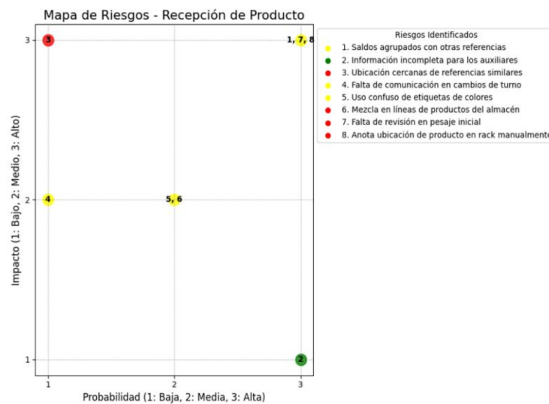 Mapa de Riesgos - Recepción de Producto
Impacto (1: Bajo, 2: Medio, 3: Alto)
3
2
1
3
1, 7, 8
4
5, 6
2
1
2
3
Probabilidad (1: Baja, 2: Media, 3: Alta)
Riesgos Identificados
1. Saldos agrupados con otras referencias
2. Información incompleta para los auxiliares
3. Ubicación cercanas de referencias similares
4. Falta de comunicación en cambios de turno
5. Uso confuso de etiquetas de colores
6. Mezcla en líneas de productos del almacén
7. Falta de revisión en pesaje inicial
8. Anota ubicación de producto en rack manualmente